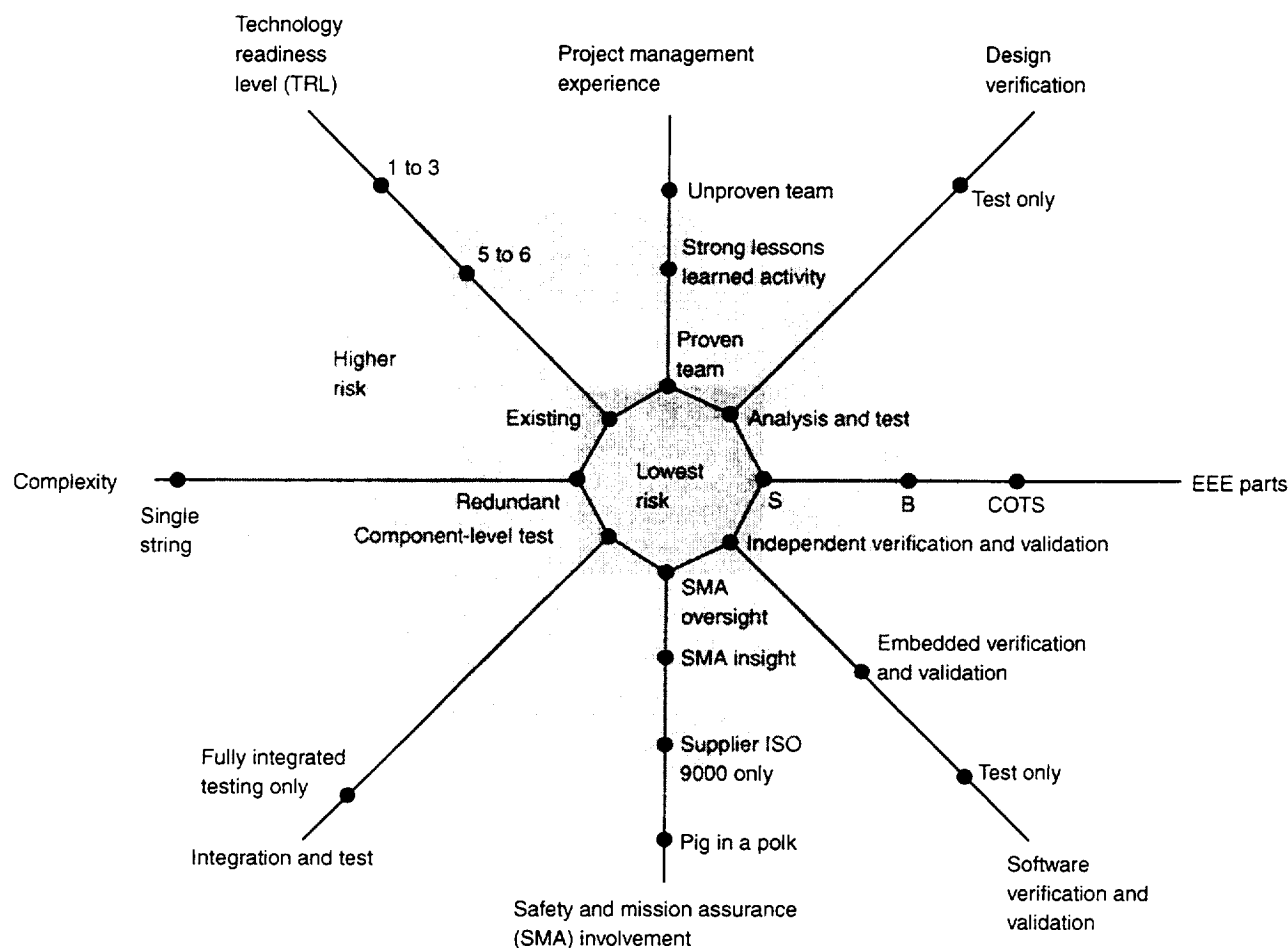 Technology
readiness
level (TRL)
Project management
experience
Design
verification
1 to 3
Unproven team
Test only
5 to 6
Strong lessons
learned activity
Proven
team
Higher
risk
Existing
Analysis and test
Complexity
Lowest
risk
EEE parts
Redundant
S
B
COTS
Single
string
Component-level test
Independent verification and validation
SMA
oversight
SMA insight
Embedded verification
and validation
Fully integrated
testing only
Supplier ISO
9000 only
Test only
Pig in a polk
Integration and test
Software
verification and
validation
Safety and mission assurance
(SMA) involvement